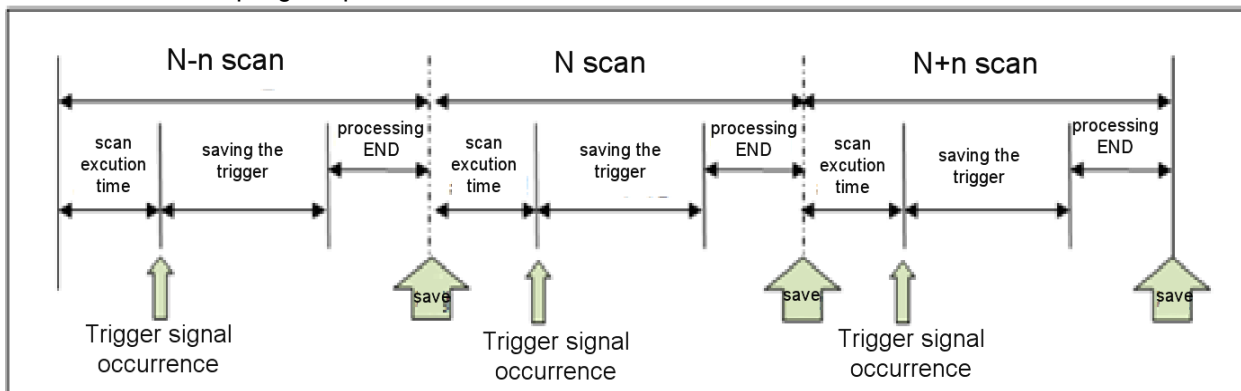 N-n scan
N scan
N+n scan
scan
excution
time
saving the
trigger
processing
END
scan
excution
time
saving the
trigger
processing
END
scan
excution
time
saving the
trigger
processing
END
save
save
save
Trigger signal
occurrence
Trigger signal
occurrence
Trigger signal
occurrence